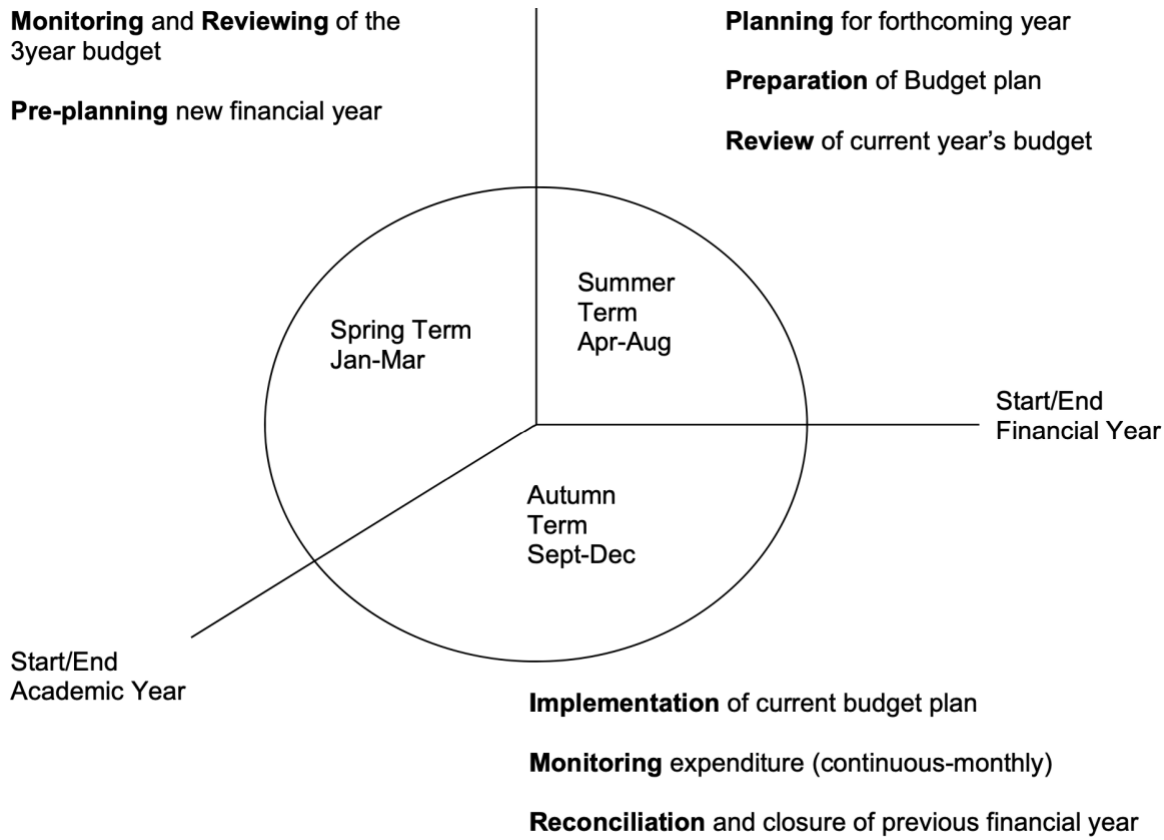 Monitoring and Reviewing of the
3year budget
Pre-planning new financial year
Planning for forthcoming year
Preparation of Budget plan
Review of current year’s budget
Summer
Term
Apr-Aug
Spring Term
Jan-Mar
Start/End
Financial Year
Autumn
Term
Sept-Dec
Start/End
Academic Year
Implementation of current budget plan
Monitoring expenditure (continuous-monthly)
Reconciliation and closure of previous financial year